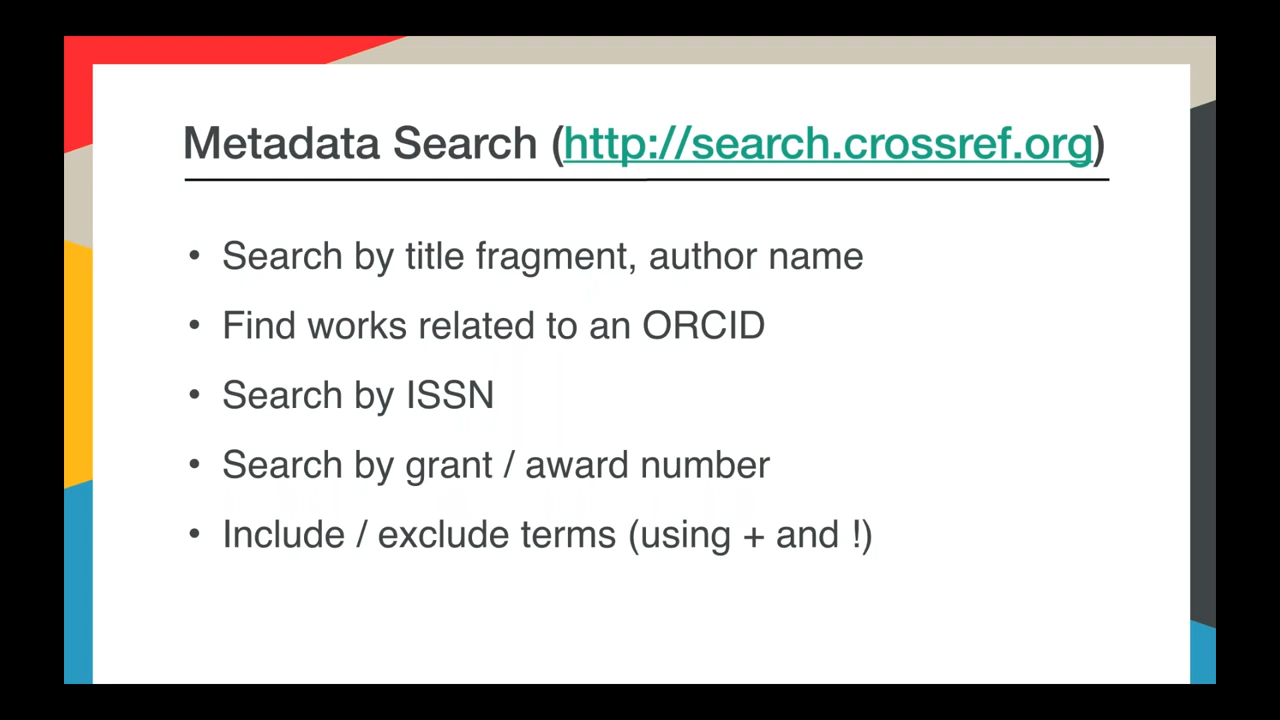 Metadata Search (http://search.crossref.org)
• Search by title fragment, author name
• Find works related to an ORCID
• Search by ISSN
• Search by grant / award number
• Include / exclude terms (using + and !)